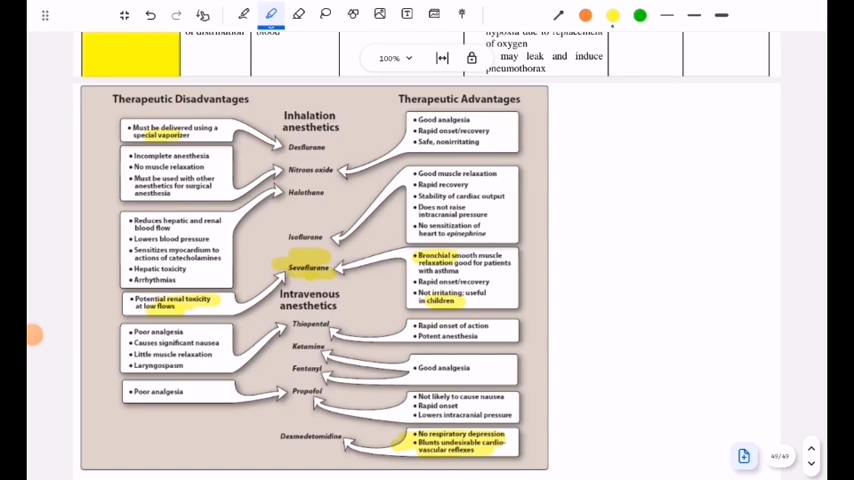 100%
of distribution
blood
hypoxia due to replacement
of oxygen
may leak and induce
pneumothorax
Therapeutic Disadvantages
Therapeutic Advantages
Inhalation
anesthetics
Desflurane
Nitrous oxide
Halothane
Isoflurane
Sevoflurane
Intravenous
anesthetics
Thiopental
Ketamine
Fentanyl
Propofol
Dexmedetomidine
• Must be delivered using a
special vaporizer
• Incomplete anesthesia
• No muscle relaxation
• Must be used with other
anesthetics for surgical
anesthesia
• Reduces hepatic and renal
blood flow
• Lowers blood pressure
• Sensitizes myocardium to
actions of catecholamines
• Hepatic toxicity
• Arrhythmias
• Potential renal toxicity
at low flows
• Poor analgesia
• Causes significant nausea
• Little muscle relaxation
• Laryngospasm
• Poor analgesia
• Good analgesia
• Rapid onset/recovery
• Safe, nonirritating
• Good muscle relaxation
• Rapid recovery
• Stability of cardiac output
• Does not raise
intracranial pressure
• No sensitization of
heart to epinephrine
• Bronchial smooth muscle
relaxation good for patients
with asthma
• Rapid onset/recovery
• Not irritating; useful
in children
• Rapid onset of action
• Potent anesthesia
• Good analgesia
• Not likely to cause nausea
• Rapid onset
• Lowers intracranial pressure
• No respiratory depression
• Blunts undesirable cardio-
vascular reflexes
49/49